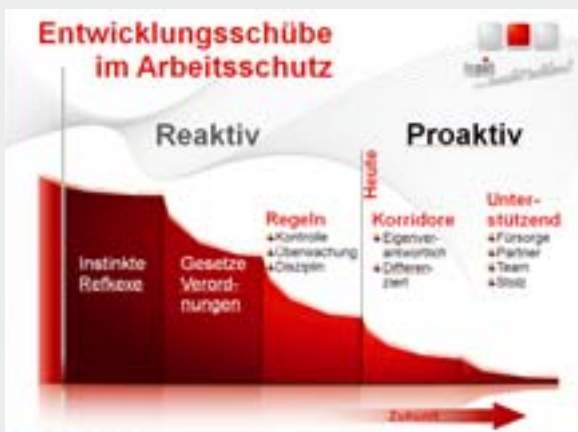 Entwicklungsschübe
im Arbeitsschutz
Reaktiv
Proaktiv
Heute
Instinkte
Reflexe
Gesetze
Verord-
nungen
Regeln
Kontrolle
Überwachung
Disziplin
Korridore
Eigenver-
antwortlich
Differen-
ziert
Unter-
stützend
Fürsorge
Partner
Team
Stolz
Zukunft